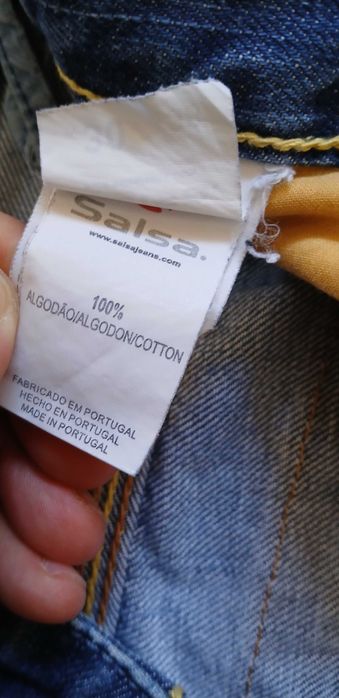 Salsa.
www.salsajeans.com
100%
ALGODÃO/ALGODON/COTTON
FABRICADO EM PORTUGAL
HECHO EN PORTUGAL
MADE IN PORTUGAL